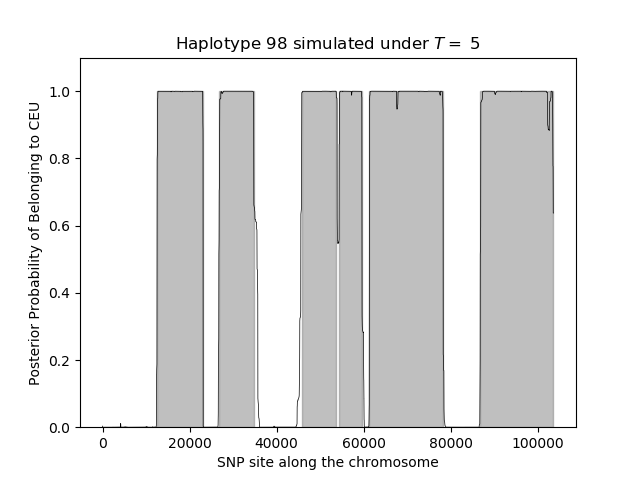 Haplotype 98 simulated under T = 5
Posterior Probability of Belonging to CEU
1.0
0.8
0.6
0.4
0.2
0.0
0 20000 40000 60000 80000 100000
SNP site along the chromosome